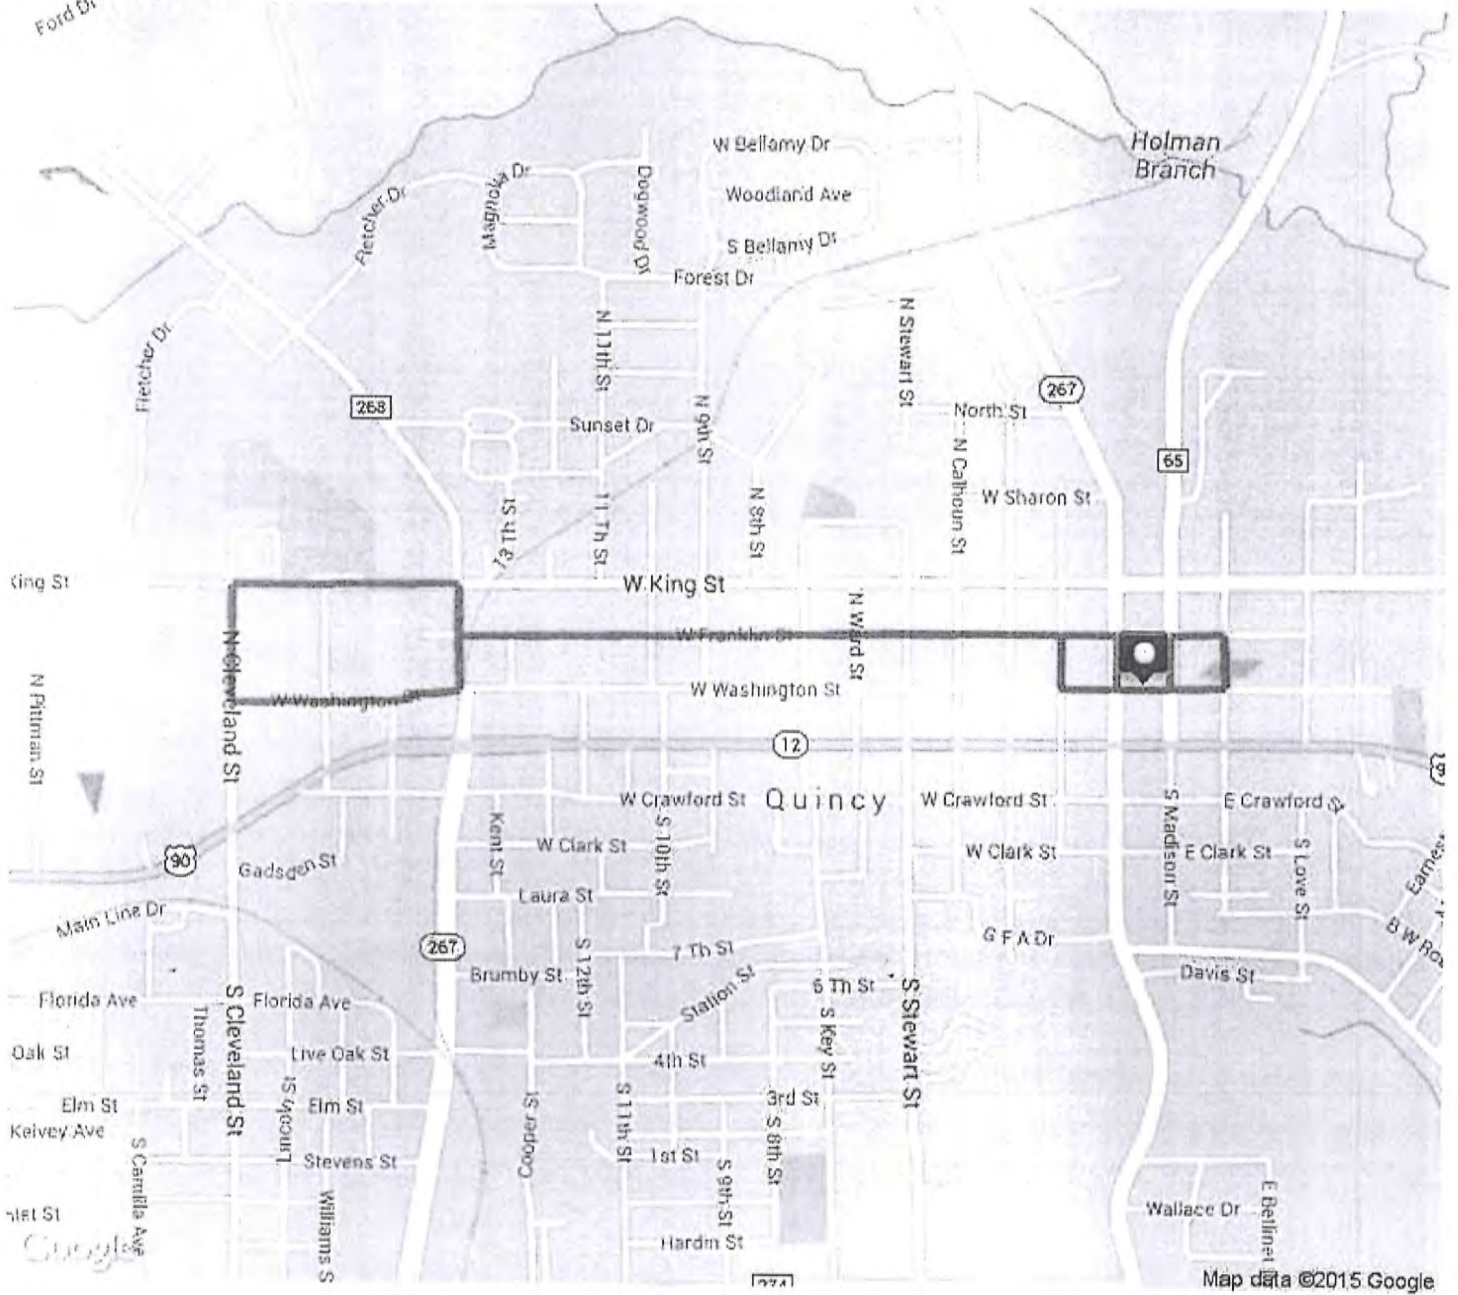 Ford Dr
W Bellamy Dr
Holman
Branch
Magnolia Dr
Dogwood Dr
Fletcher Dr
Woodland Ave
S Bellamy Dr
Forest Dr
N 11th St
N Stewart St
Fletcher Dr
267
268
N 9th St
North St
Sunset Dr
N Calhoun St
65
N 8th St
W Sharon St
13 Th St
11 Th St
King St
W King St
N Ward St
W Franklin St
N Cleveland St
N Pittman St
W Washington
W Washington St
12
W Crawford St
Quincy
W Crawford St
E Crawford St
S Madison St
Kent St
S 10th St
W Clark St
W Clark St
E Clark St
S Love St
90
Gadsden St
Earnest
Laura St
Main Line Dr
G F A Dr
267
7 Th St
S 12th St
Brumby St
Station St
6 Th St
Davis St
Florida Ave
Florida Ave
S Cleveland St
Thomas St
S Key St
S Stewart St
Oak St
Live Oak St
4th St
Elm St
Elm St
3rd St
Lincoln St
Cooper St
S 11th St
S 8th St
Kelvey Ave
1st St
Stevens St
S 9th St
S Camilla Ave
Williams S
Wallace Dr
E Betlinet
Hardin St
Google
274
Map data ©2015 Google